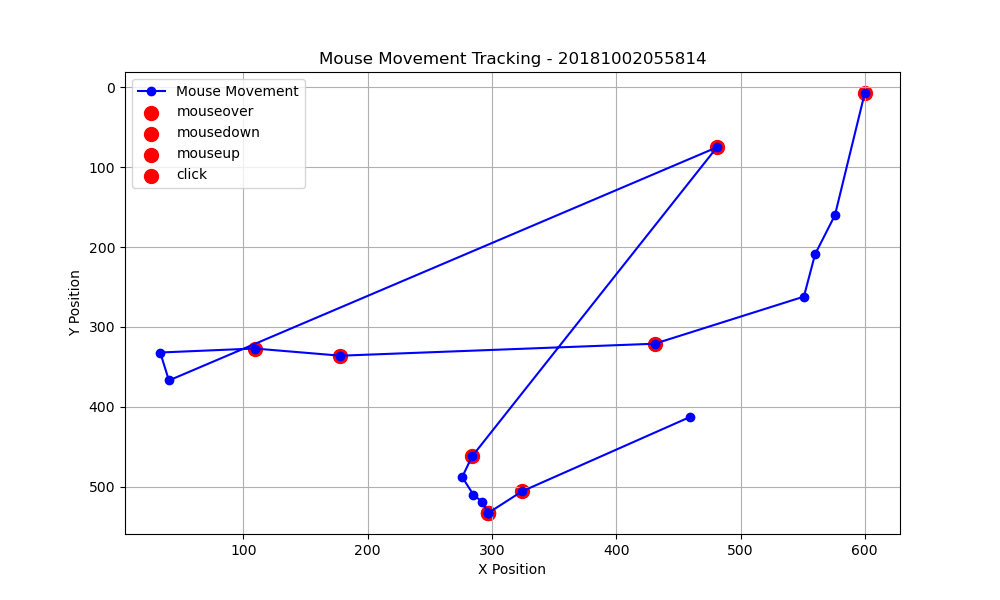 Mouse Movement Tracking - 20181002055814
Mouse Movement
mouseover
mousedown
mouseup
click
Y Position
0
100
200
300
400
500
100 200 300 400 500 600
X Position